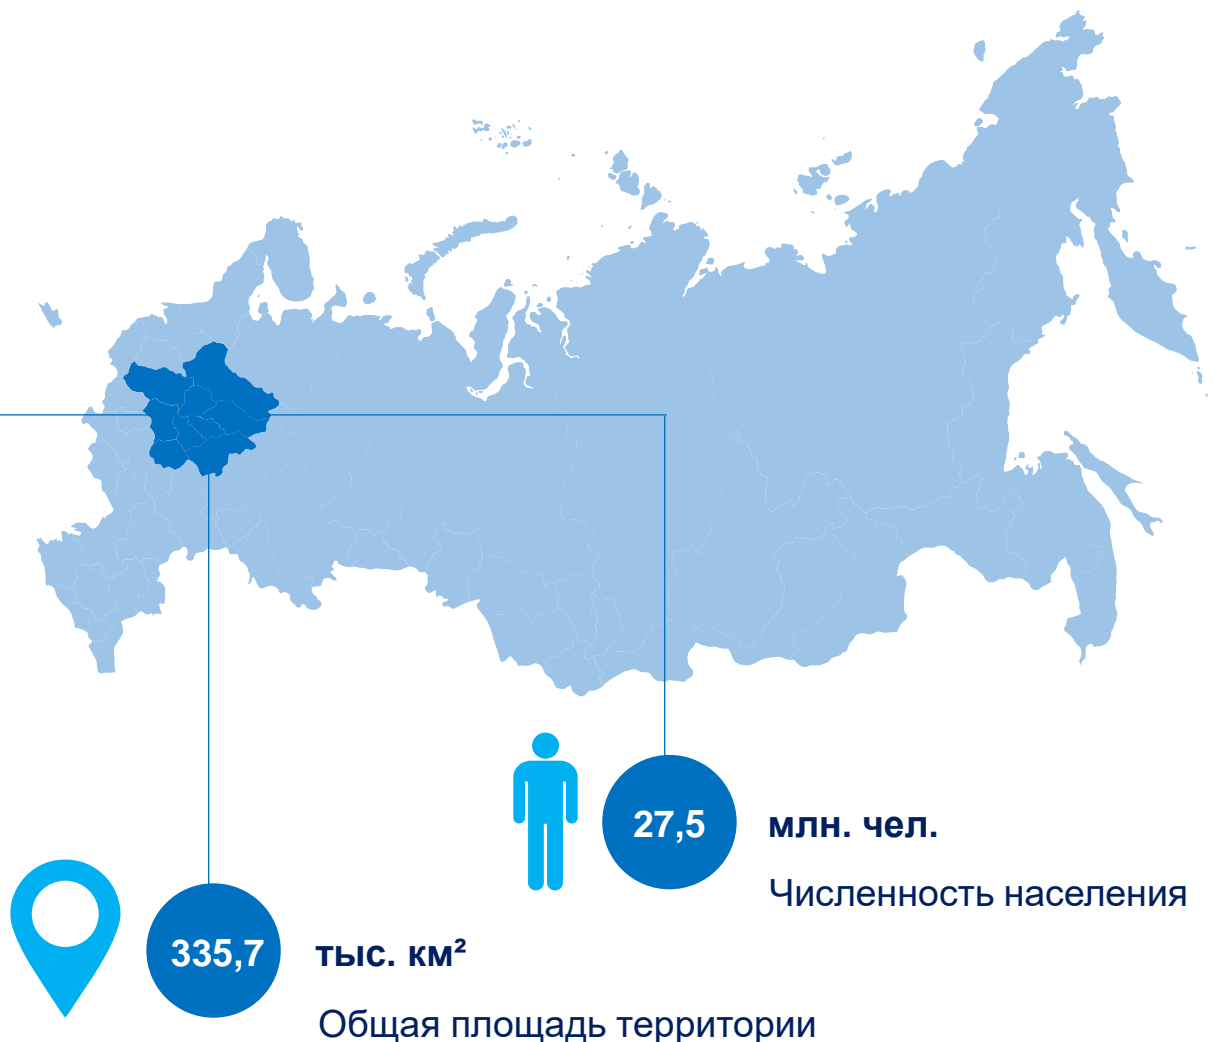 27,5
млн. чел.
Численность населения
335,7
тыс. км²
Общая площадь территории